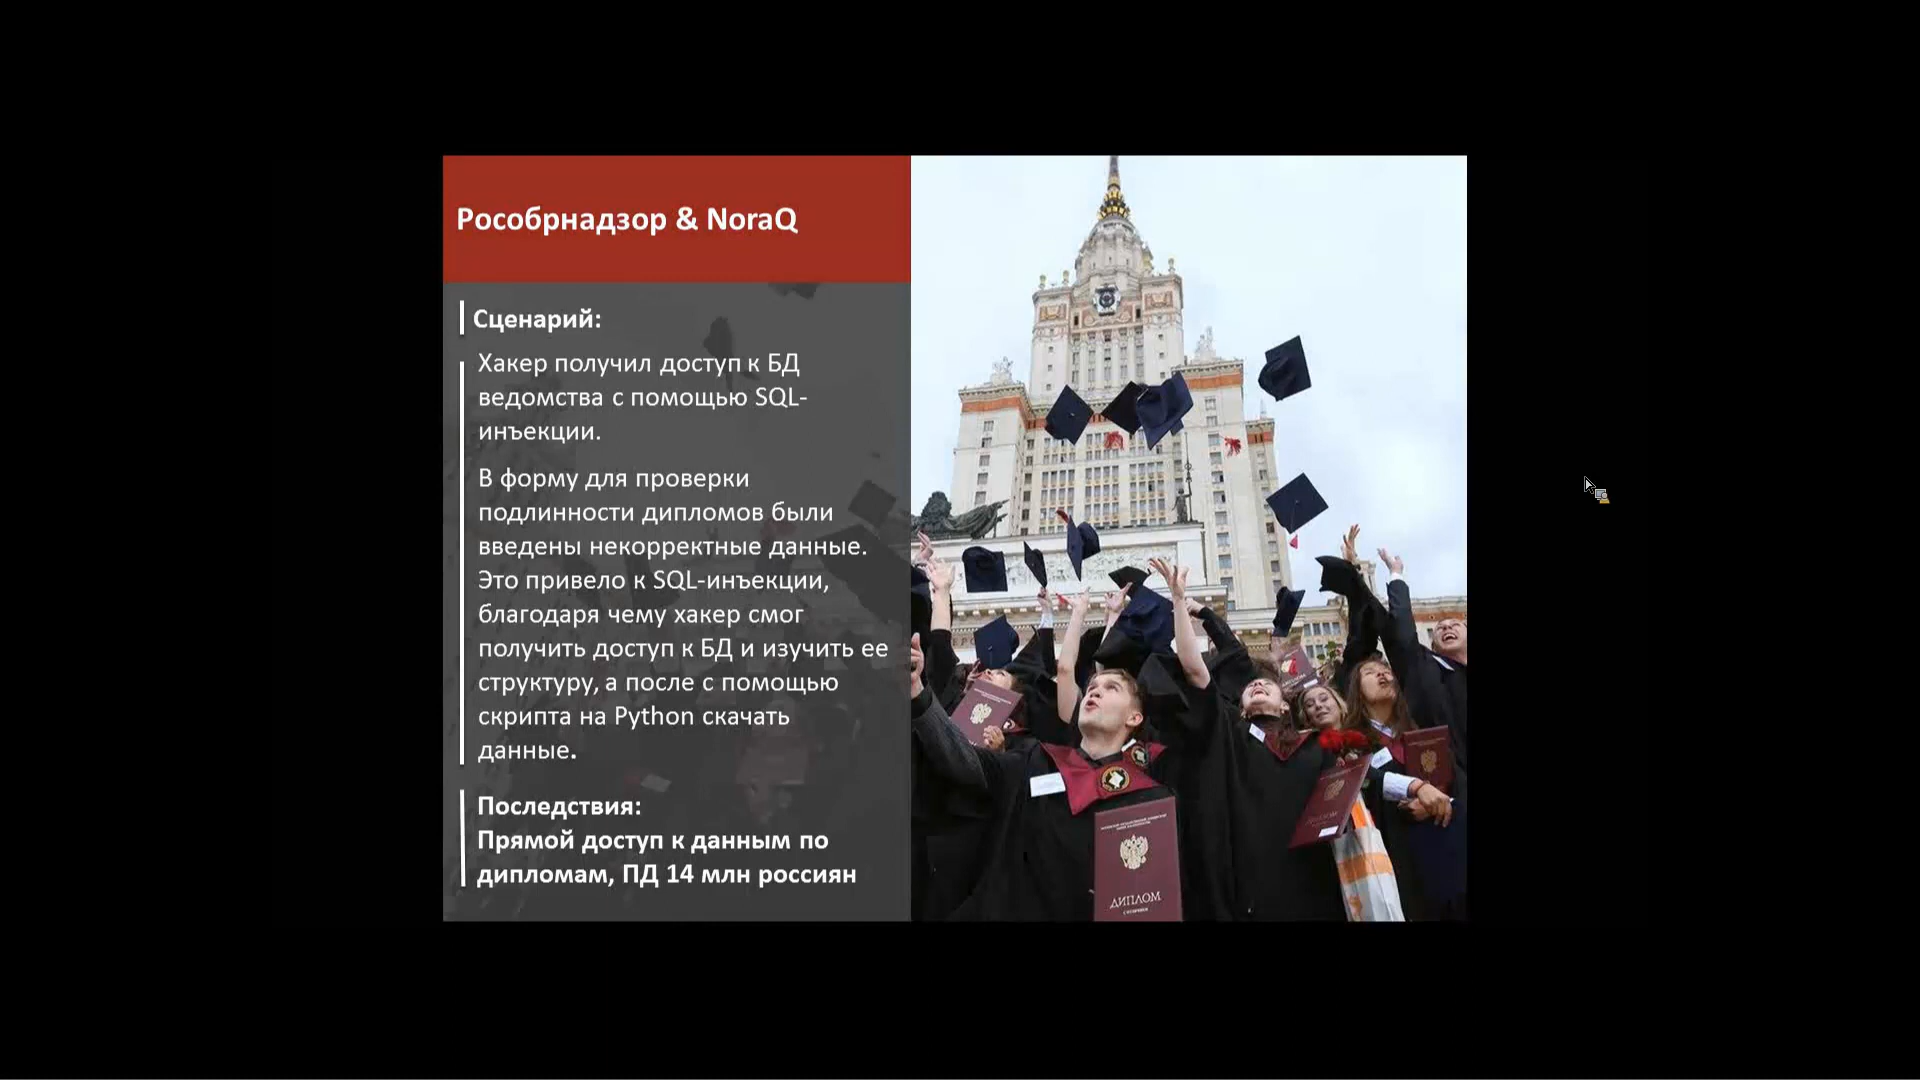 Рособрнадзор & NoraQ
Сценарий:
Хакер получил доступ к БД
ведомства с помощью SQL-
инъекции.
В форму для проверки
подлинности дипломов были
введены некорректные данные.
Это привело к SQL-инъекции,
благодаря чему хакер смог
получить доступ к БД и изучить ее
структуру, а после с помощью
скрипта на Python скачать
данные.
Последствия:
Прямой доступ к данным по
дипломам, ПД 14 млн россиян
ДИПЛОМ